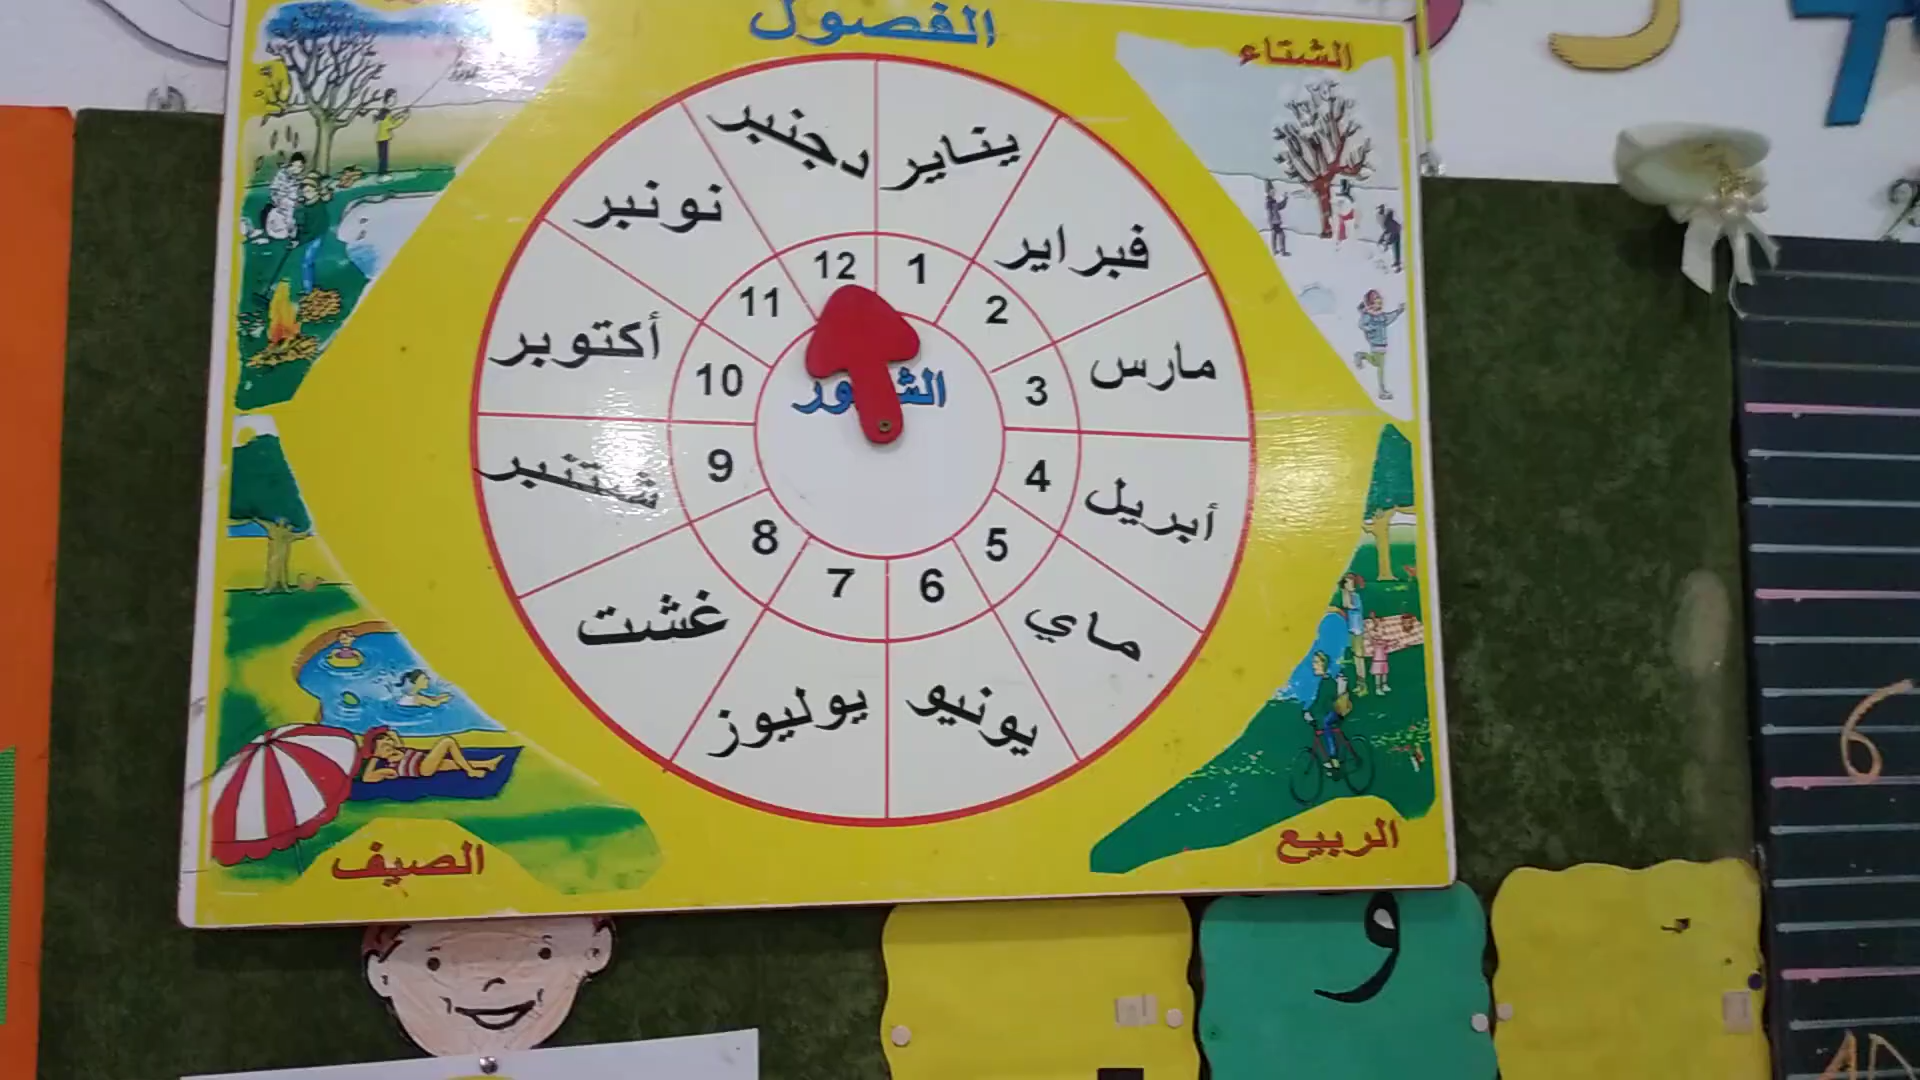 الفصول
الشتاء
يناير
فبراير
مارس
أبريل
ماي
يونيو
يوليوز
غشت
شتنبر
أكتوبر
نونبر
دجنبر
1
2
3
4
5
6
7
8
9
10
11
12
الصيف
الربيع
و
6